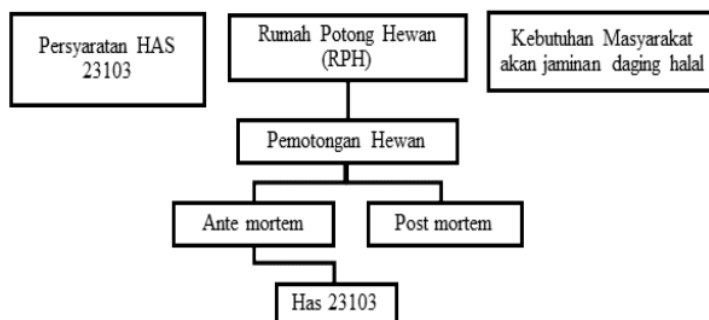 Persyaratan HAS
23103
Rumah Potong Hewan
(RPH)
Kebutuhan Masyarakat
akan jaminan daging halal
Pemotongan Hewan
Ante mortem
Post mortem
Has 23103